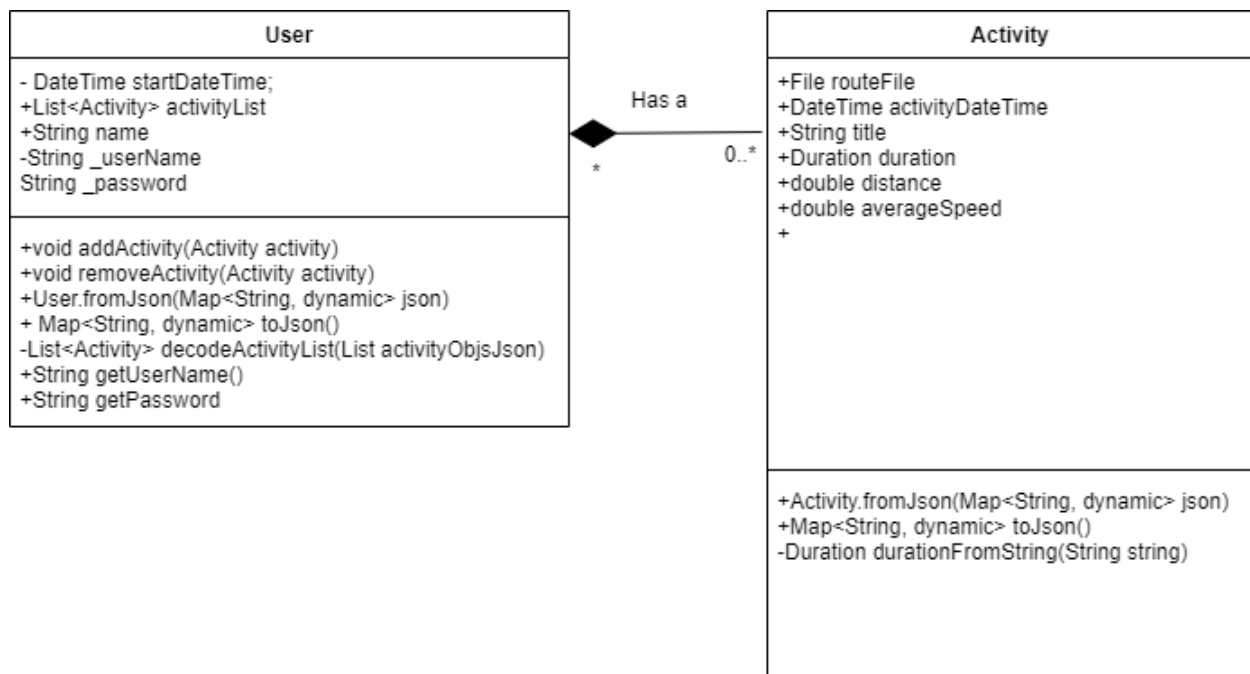 User
- DateTime startDateTime;
+List<Activity> activityList
+String name
-String _userName
String _password
+void addActivity(Activity activity)
+void removeActivity(Activity activity)
+User.fromJson(Map<String, dynamic> json)
+ Map<String, dynamic> toJson()
-List<Activity> decodeActivityList(List activityObjsJson)
+String getUserName()
+String getPassword
Has a
*
0..*
Activity
+File routeFile
+DateTime activityDateTime
+String title
+Duration duration
+double distance
+double averageSpeed
+
+Activity.fromJson(Map<String, dynamic> json)
+Map<String, dynamic> toJson()
-Duration durationFromString(String string)